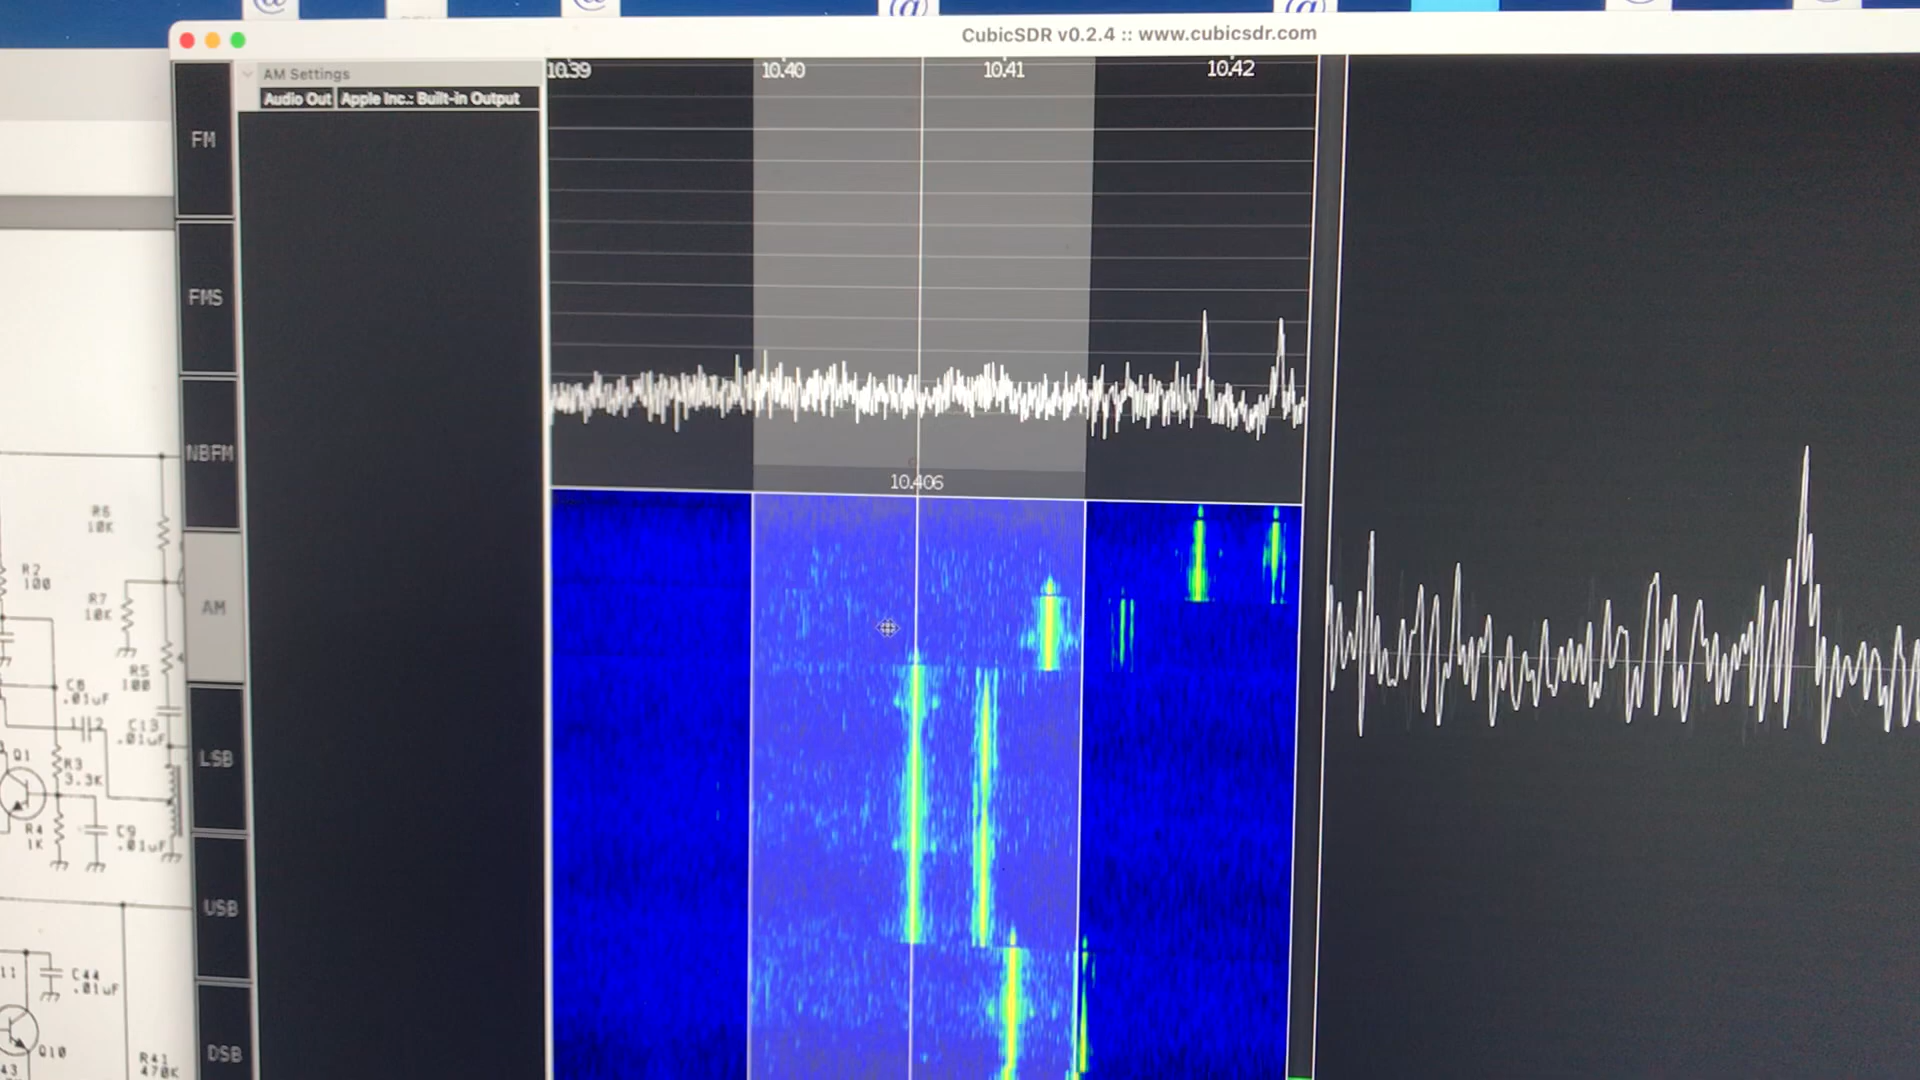 CubicSDR v0.2.4 :: www.cubicsdr.com
AM Settings
Audio Out Apple Inc.: Built-in Output
10.39 10.40 10.41 10.42
10.406
FM
FMS
NBFM
AM
LSB
USB
DSB
R6
10K
R2
100
R7
10K
R5
100
C8
.01uF
C13
.01uF
Q1
R3
3.3K
R4
1K
C9
.01uF
C44
.01uF
Q10
R41
470K